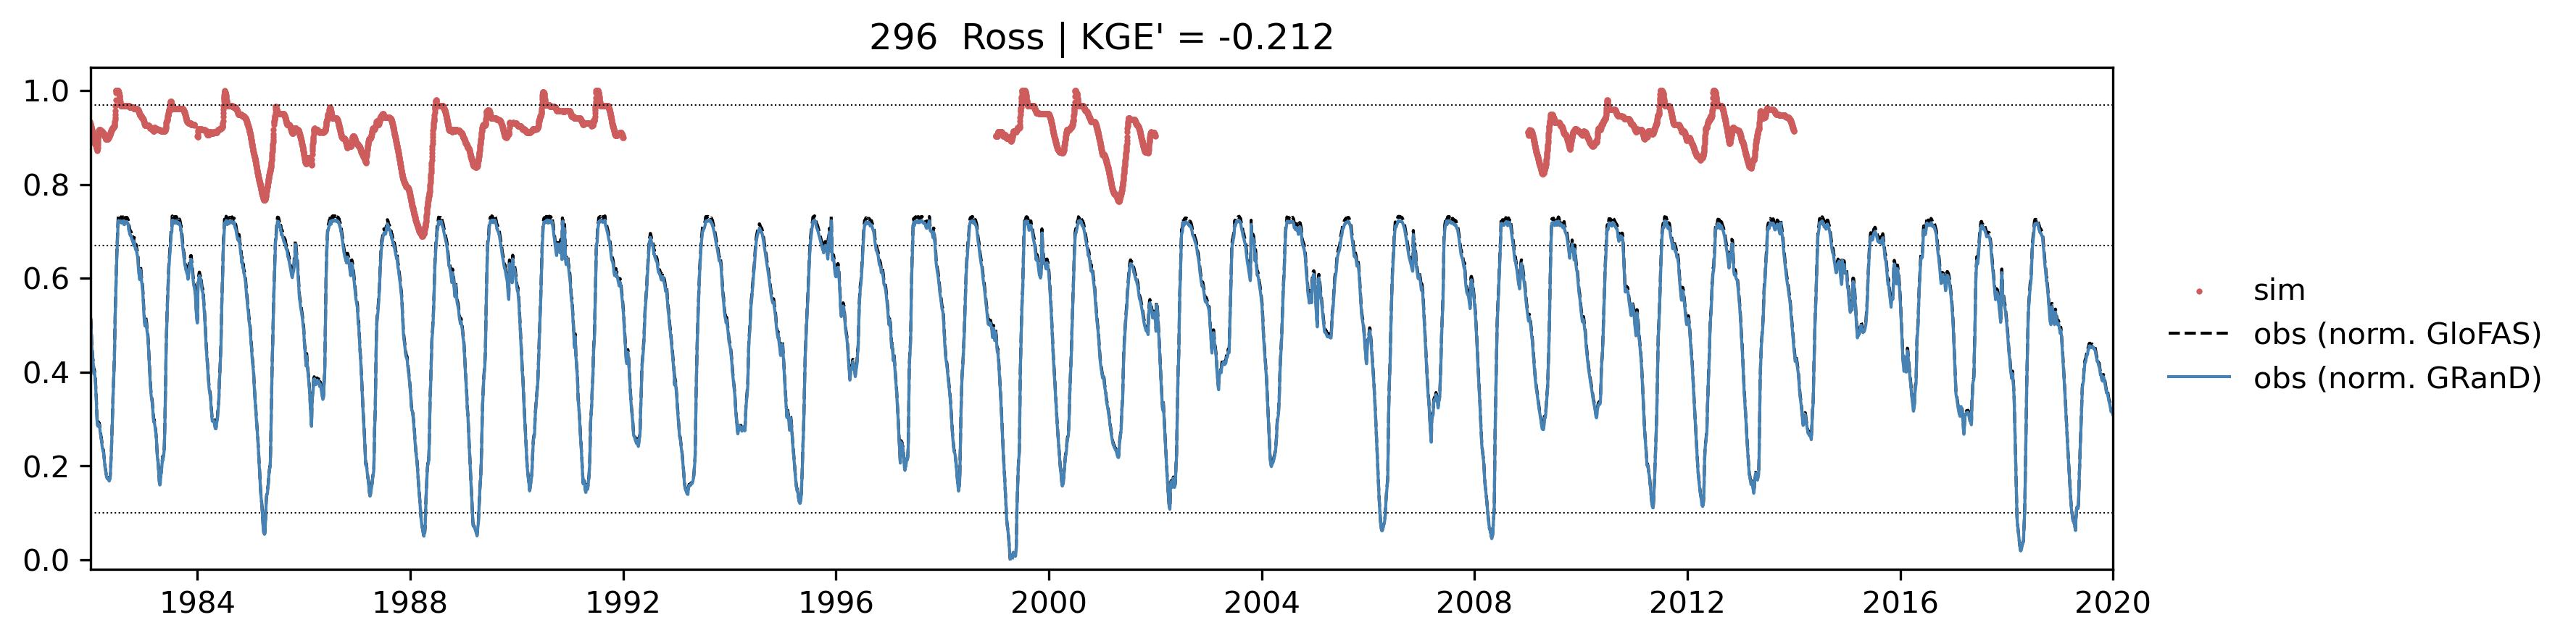 296  Ross | KGE' = -0.212
1.0
0.8
0.6
0.4
0.2
0.0
1984 1988 1992 1996 2000 2004 2008 2012 2016 2020
sim
obs (norm. GloFAS)
obs (norm. GRanD)